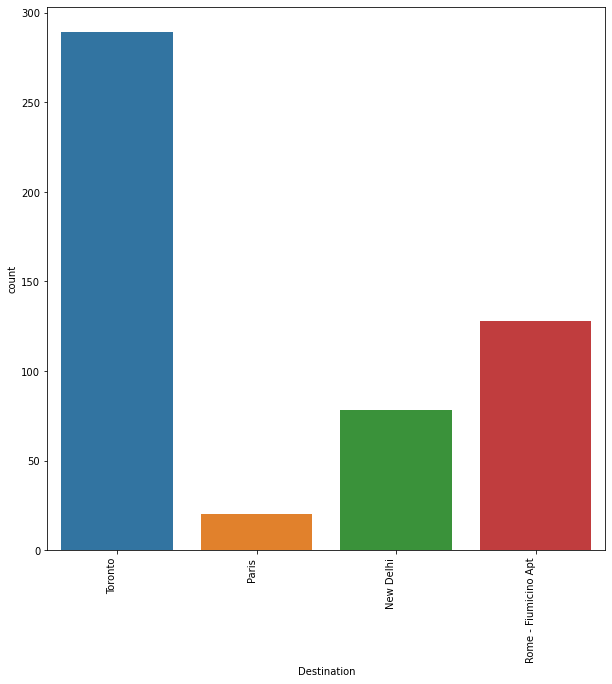 300
250
200
150
100
50
0
count
Toronto
Paris
New Delhi
Rome - Fiumicino Apt
Destination